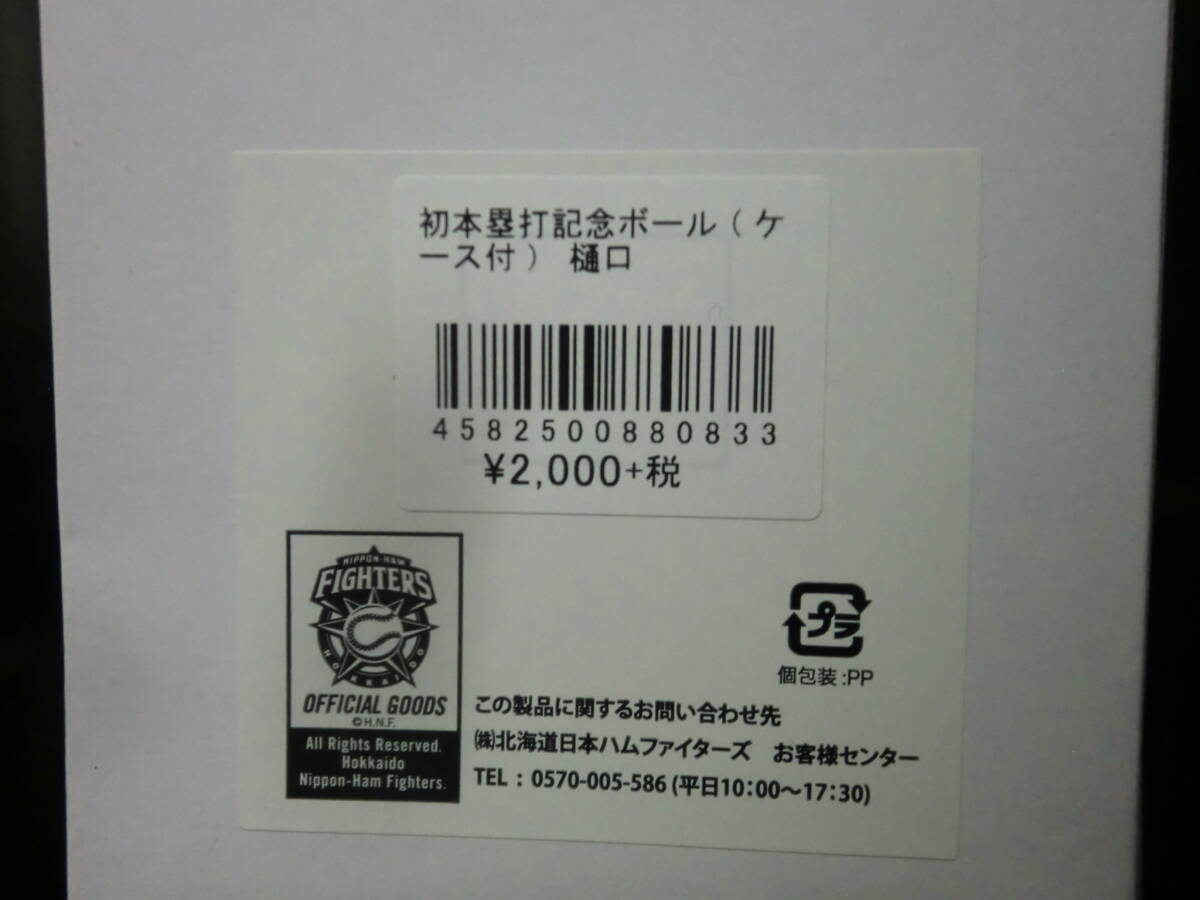 初本塁打記念ボール（ケ
ース付） 樋口
4582500880833
¥2,000+税
NIPPON-HAM
FIGHTERS
HOKKAIDO
OFFICIAL GOODS
©H.N.F.
All Rights Reserved.
Hokkaido
Nippon-Ham Fighters.
プラ
個包装:PP
この製品に関するお問い合わせ先
㈱北海道日本ハムファイターズ お客様センター
TEL : 0570-005-586 (平日10:00〜17:30)